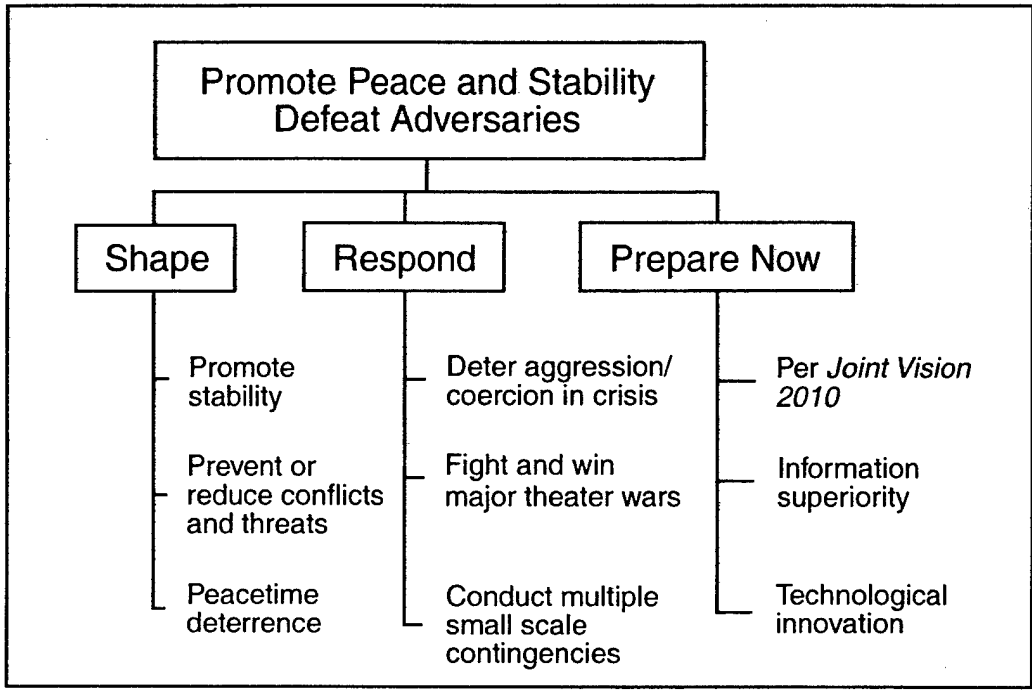 Promote Peace and Stability
Defeat Adversaries
Shape
Respond
Prepare Now
Promote
stability
Prevent or
reduce conflicts
and threats
Peacetime
deterrence
Deter aggression/
coercion in crisis
Fight and win
major theater wars
Conduct multiple
small scale
contingencies
Per Joint Vision
2010
Information
superiority
Technological
innovation